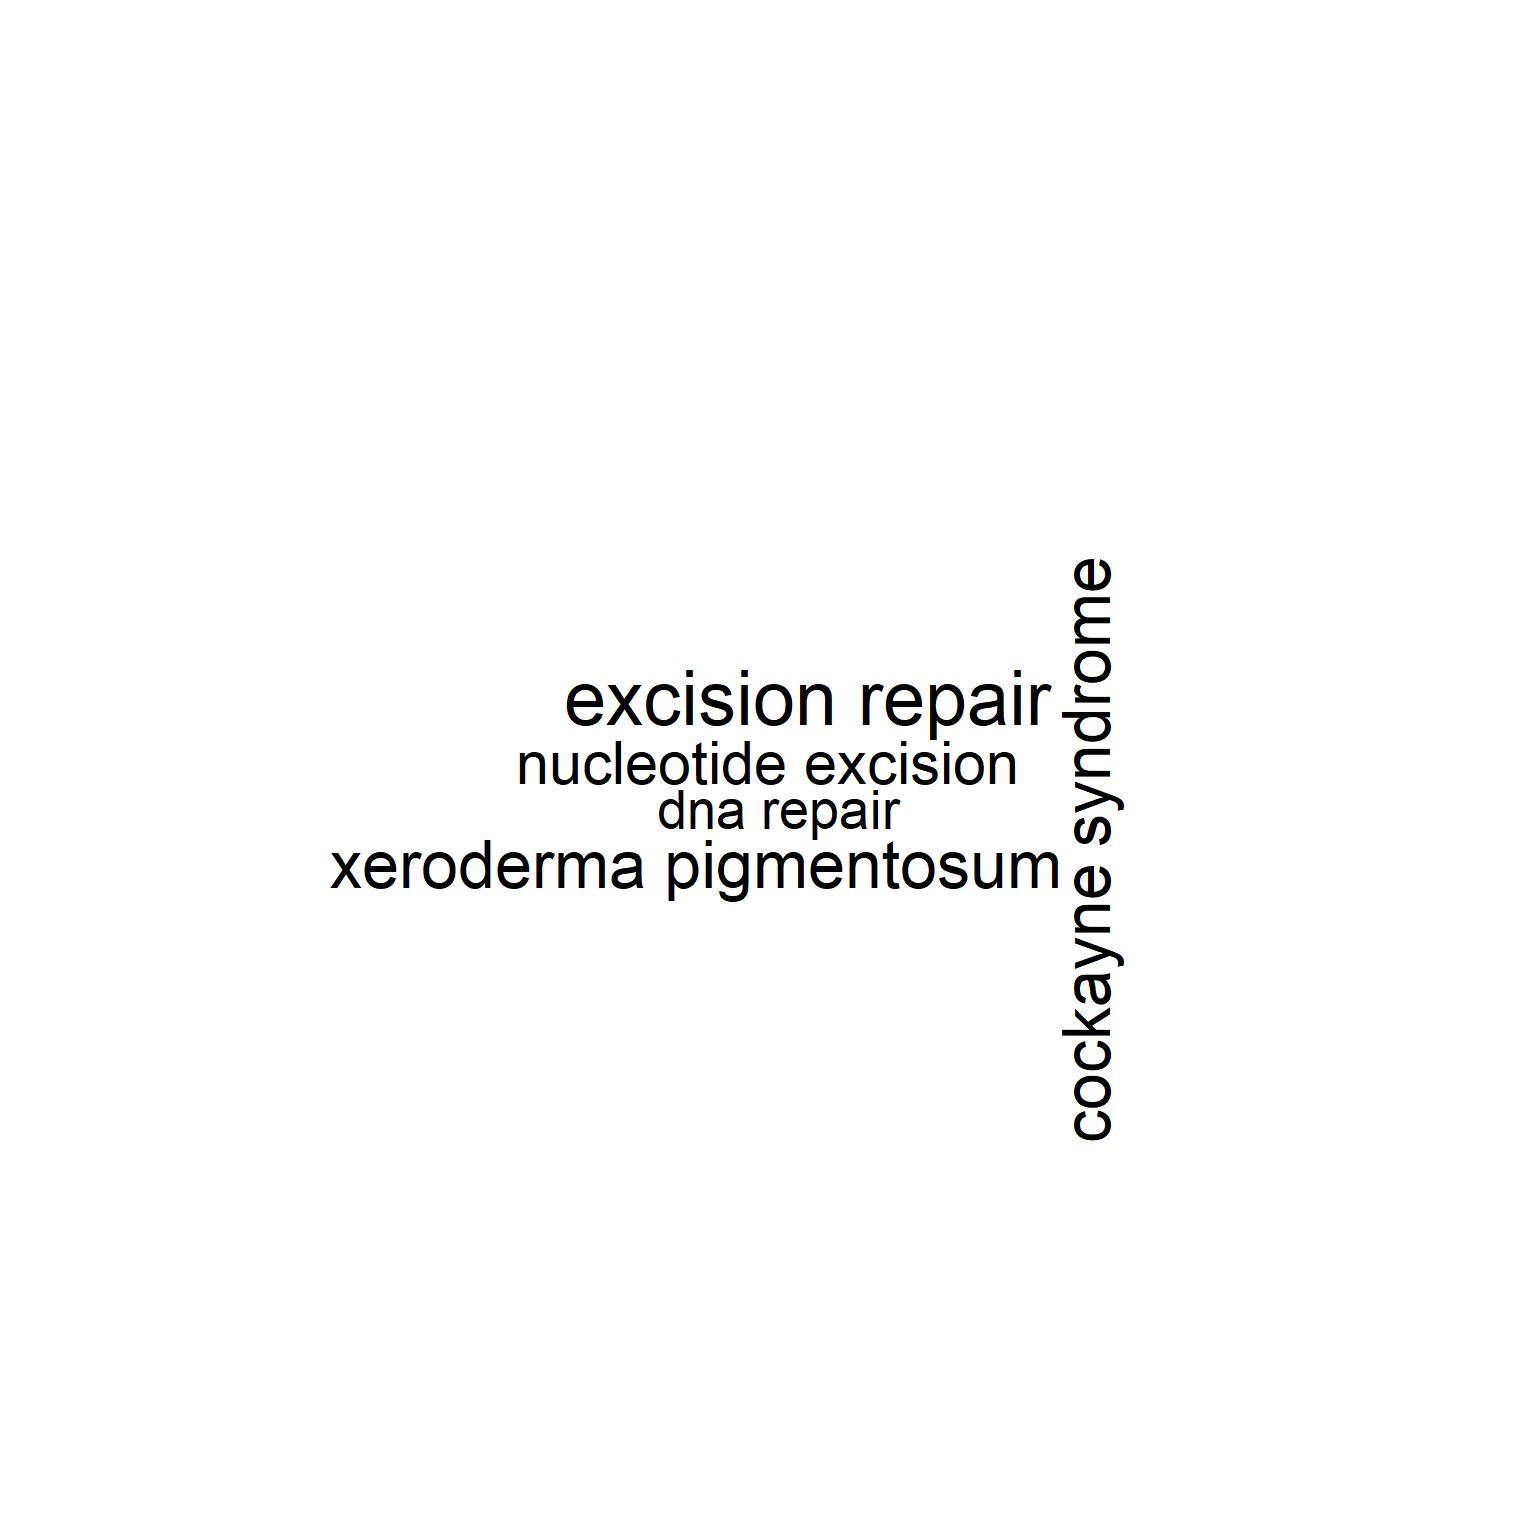 excision repair
nucleotide excision
dna repair
xeroderma pigmentosum
cockayne syndrome